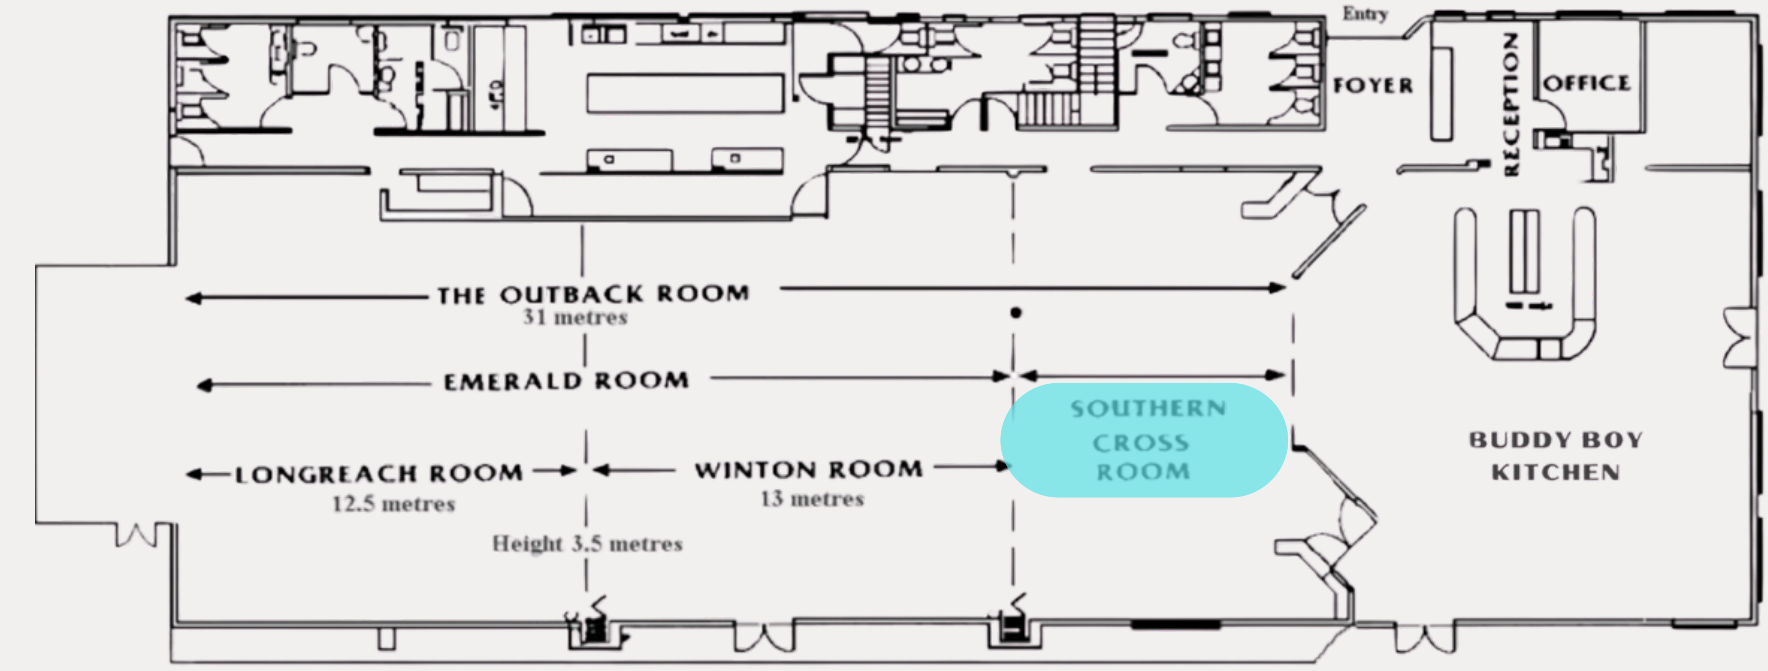 Entry
FOYER
RECEPTION
OFFICE
THE OUTBACK ROOM
31 metres
EMERALD ROOM
SOUTHERN
CROSS
ROOM
LONGREACH ROOM
12.5 metres
WINTON ROOM
13 metres
BUDDY BOY
KITCHEN
Height 3.5 metres